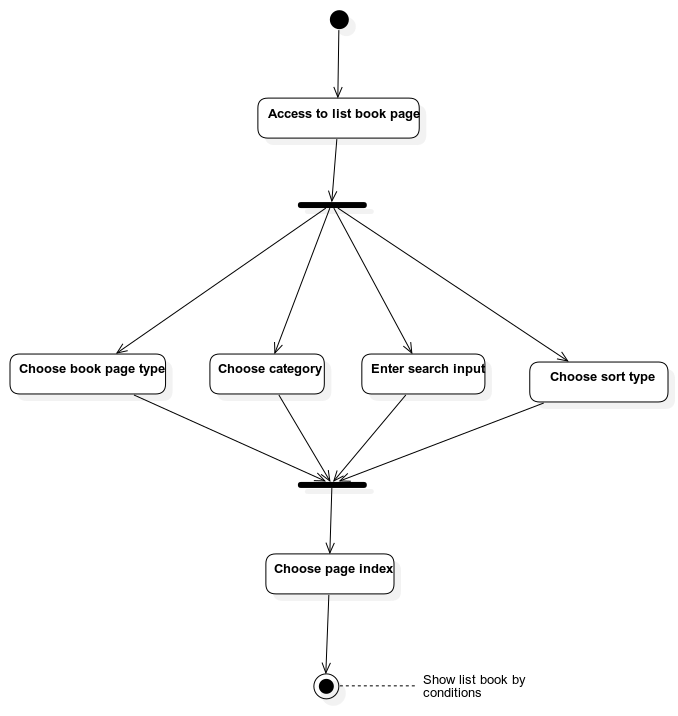 Access to list book page
Choose book page type
Choose category
Enter search input
Choose sort type
Choose page index
Show list book by
conditions